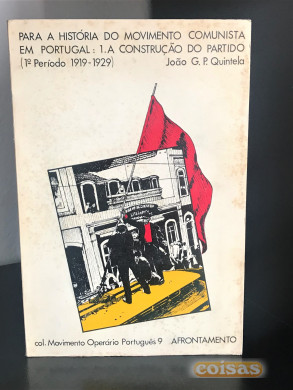 PARA A HISTÓRIA DO MOVIMENTO COMUNISTA
EM PORTUGAL: 1. A CONSTRUÇÃO DO PARTIDO
(1º Período 1919-1929) João G. P. Quintela
col. Movimento Operário Português 9 AFRONTAMENTO
coisas